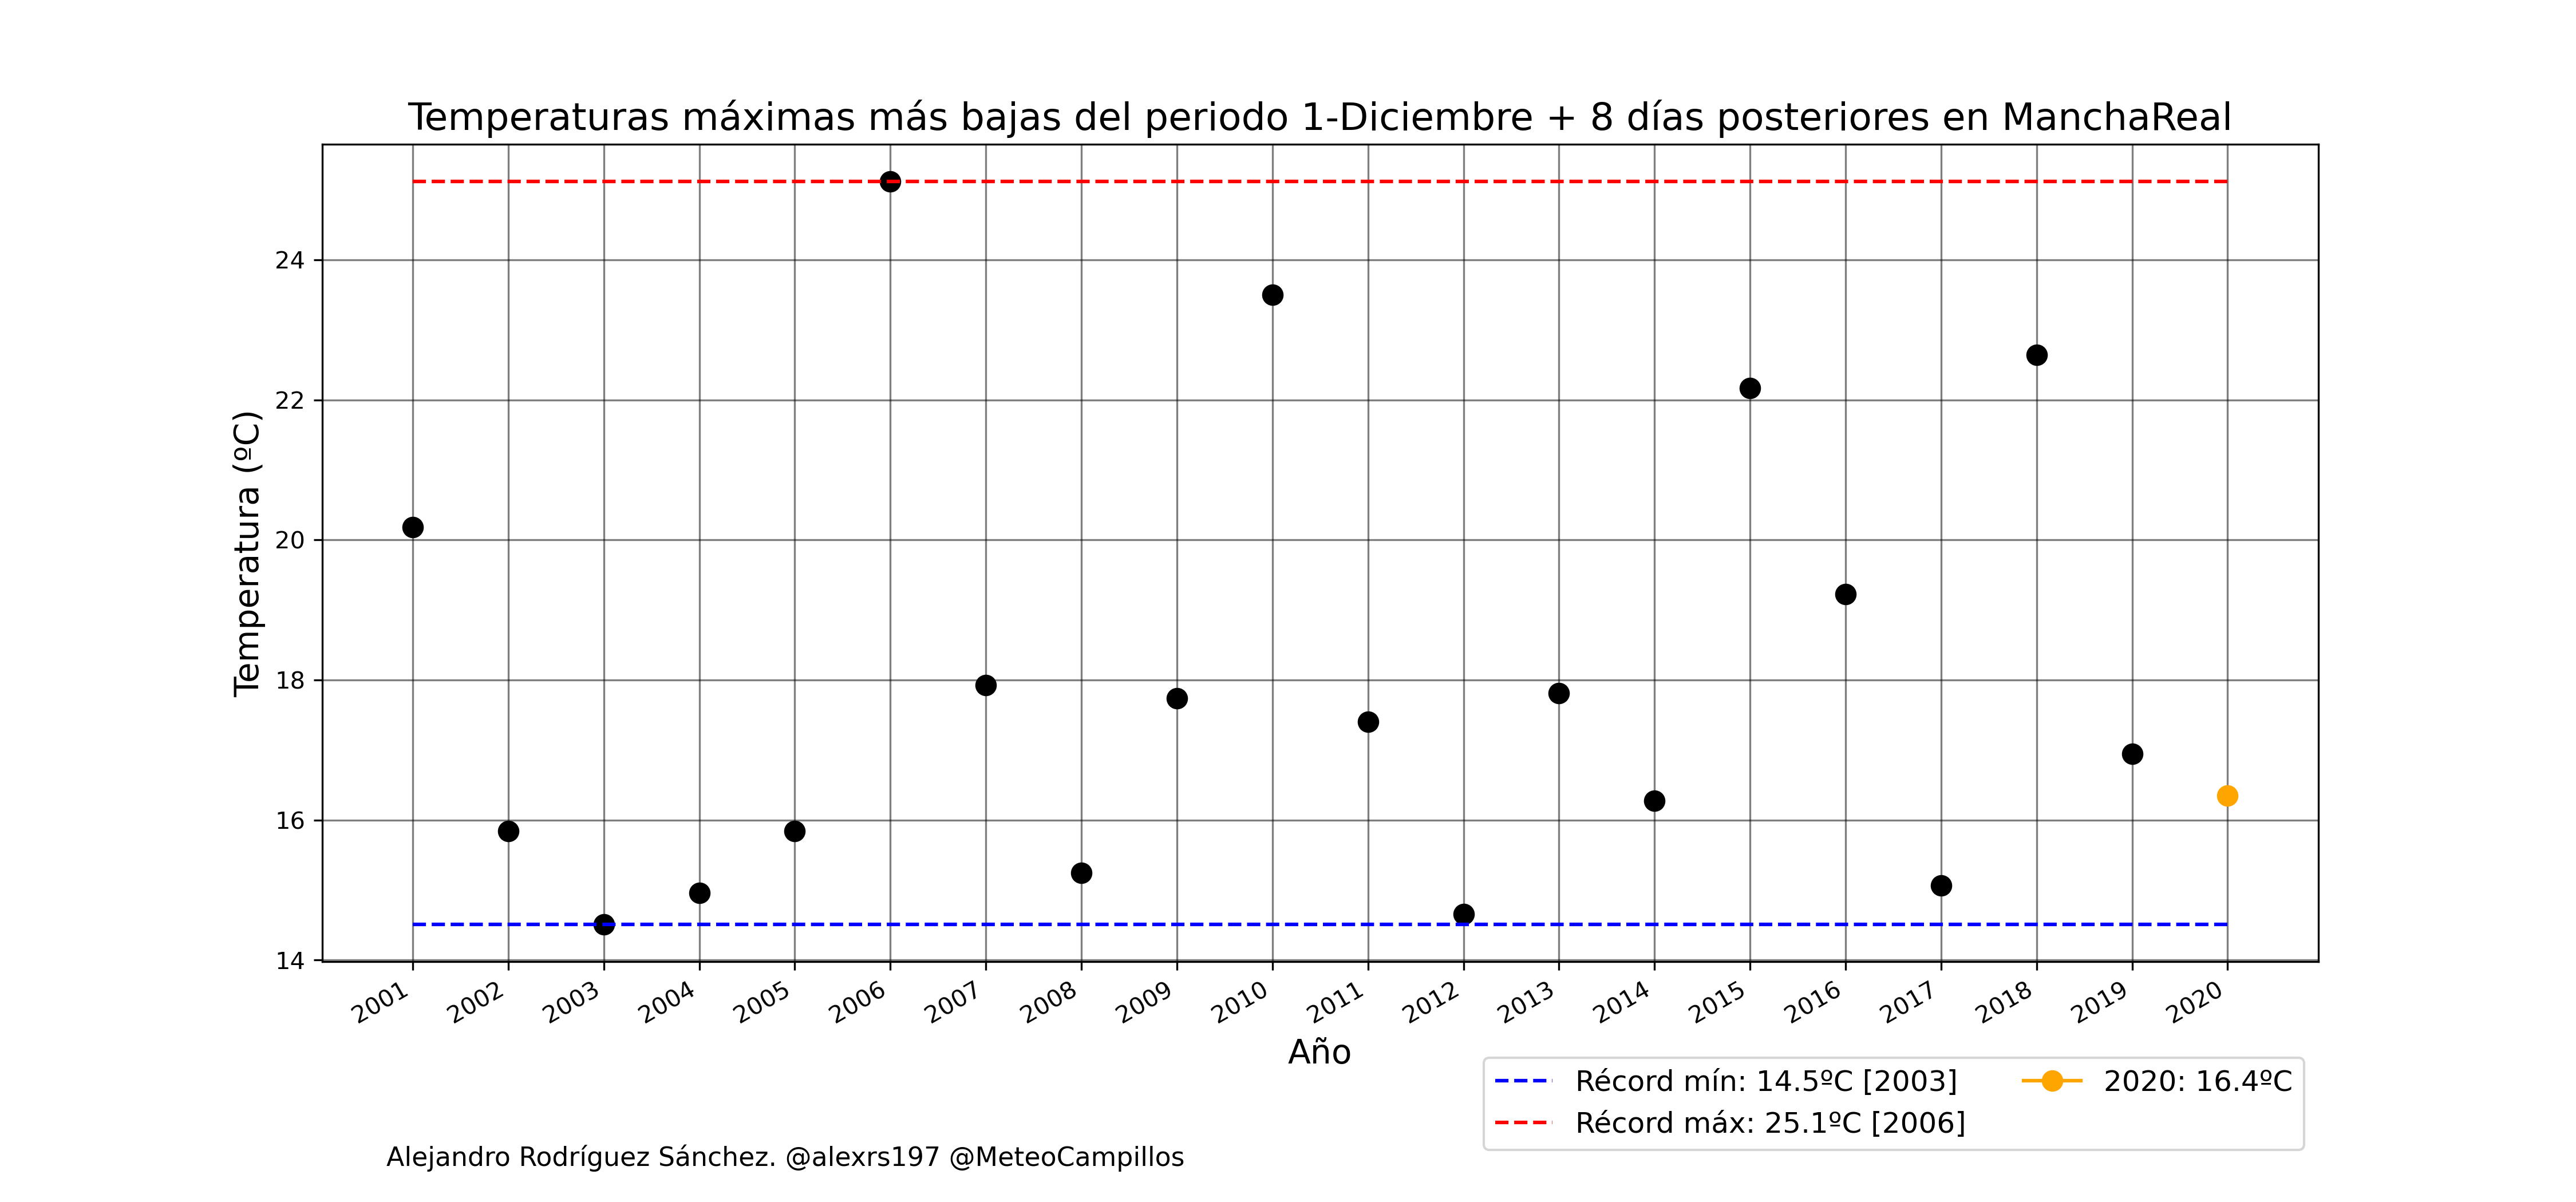 Temperaturas máximas más bajas del periodo 1-Diciembre + 8 días posteriores en ManchaReal
Temperatura (ºC)
24
22
20
18
16
14
2001 2002 2003 2004 2005 2006 2007 2008 2009 2010 2011 2012 2013 2014 2015 2016 2017 2018 2019 2020
Año
Récord mín: 14.5ºC [2003]
Récord máx: 25.1ºC [2006]
2020: 16.4ºC
Alejandro Rodríguez Sánchez. @alexrs197 @MeteoCampillos